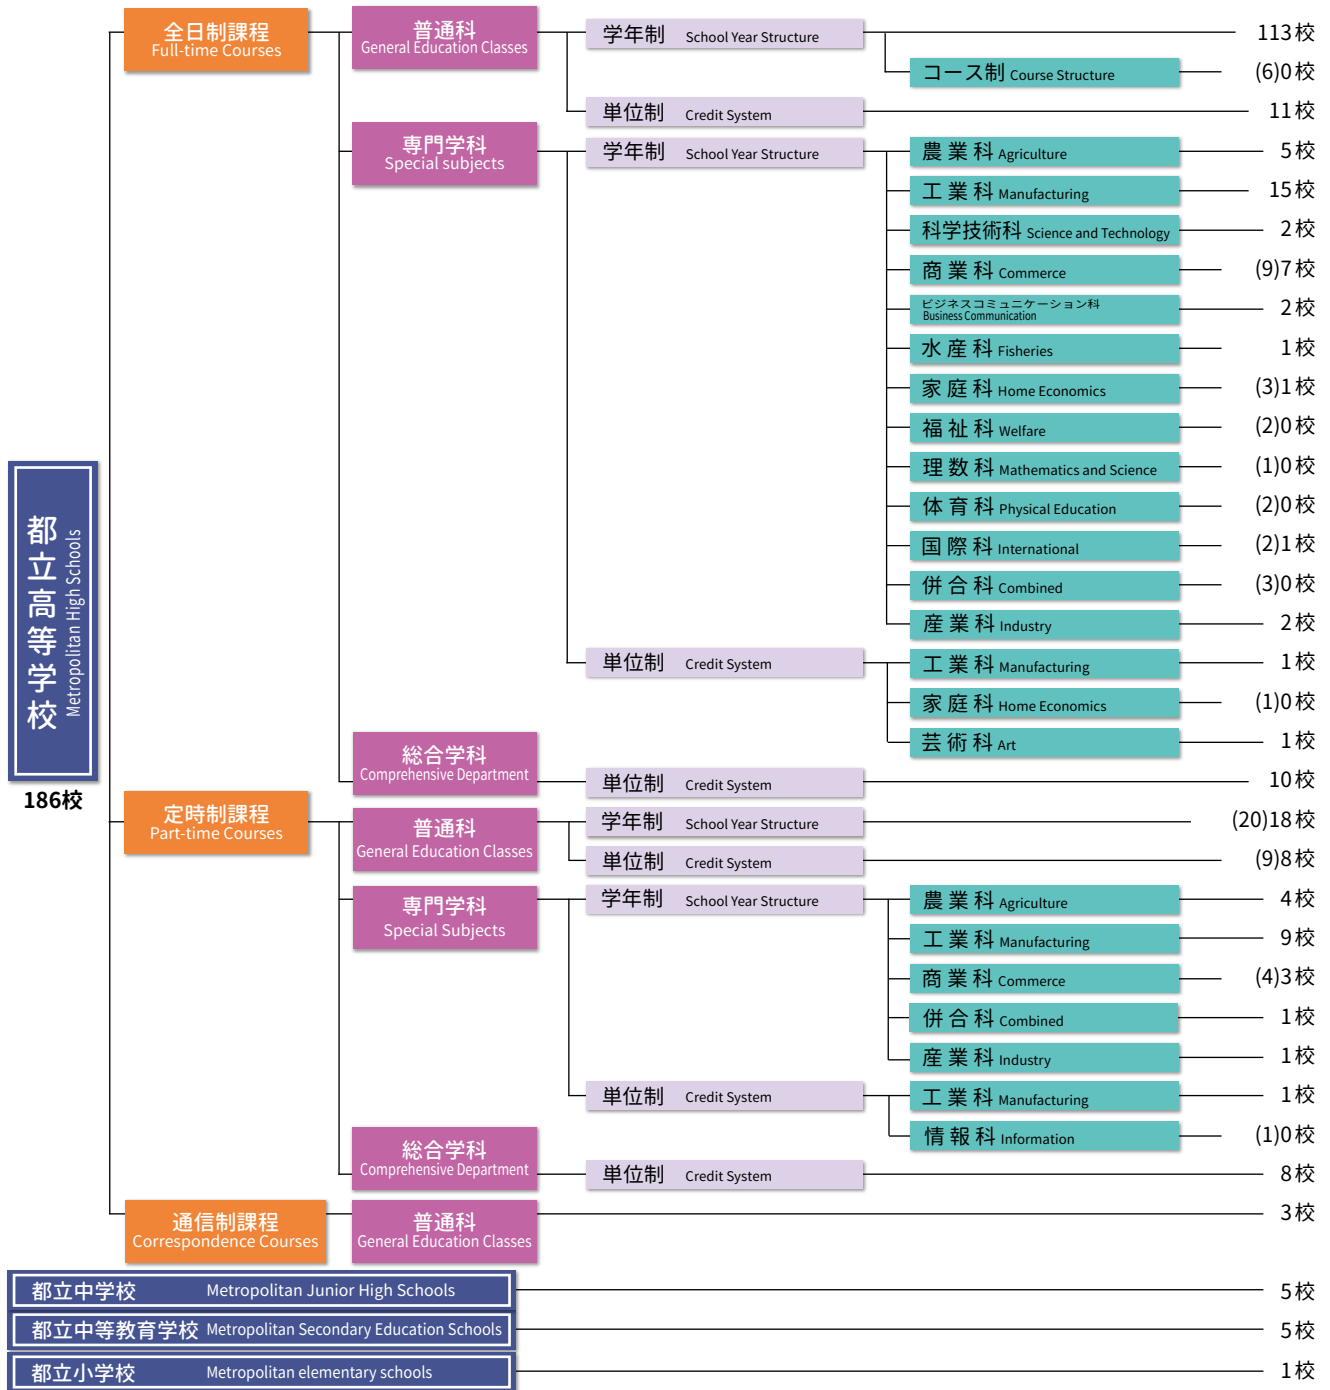 全日制課程
Full-time Courses
普通科
General Education Classes
学年制 School Year Structure
113校
コース制 Course Structure
(6)0校
単位制 Credit System
11校
専門学科
Special subjects
学年制 School Year Structure
農業科 Agriculture
5校
工業科 Manufacturing
15校
科学技術科 Science and Technology
2校
商業科 Commerce
(9)7校
ビジネスコミュニケーション科
Business Communication
2校
水産科 Fisheries
1校
家庭科 Home Economics
(3)1校
福祉科 Welfare
(2)0校
理数科 Mathematics and Science
(1)0校
体育科 Physical Education
(2)0校
国際科 International
(2)1校
併合科 Combined
(3)0校
産業科 Industry
2校
単位制 Credit System
工業科 Manufacturing
1校
家庭科 Home Economics
(1)0校
芸術科 Art
1校
総合学科
Comprehensive Department
単位制 Credit System
10校
都立高等学校
Metropolitan High Schools
186校
定時制課程
Part-time Courses
普通科
General Education Classes
学年制 School Year Structure
(20)18校
単位制 Credit System
(9)8校
専門学科
Special Subjects
学年制 School Year Structure
農業科 Agriculture
4校
工業科 Manufacturing
9校
商業科 Commerce
(4)3校
併合科 Combined
1校
産業科 Industry
1校
単位制 Credit System
工業科 Manufacturing
1校
情報科 Information
(1)0校
総合学科
Comprehensive Department
単位制 Credit System
8校
通信制課程
Correspondence Courses
普通科
General Education Classes
3校
都立中学校 Metropolitan Junior High Schools
5校
都立中等教育学校 Metropolitan Secondary Education Schools
5校
都立小学校 Metropolitan elementary schools
1校